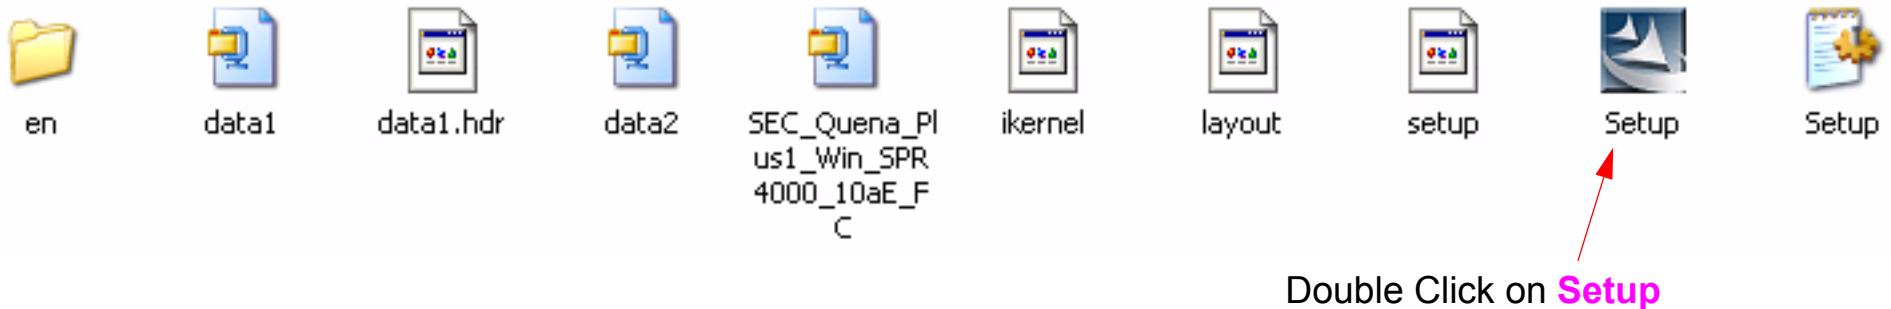 en
data1
data1.hdr
data2
SEC_Quena_Pl
us1_Win_SPR
4000_10aE_F
C
ikernel
layout
setup
Setup
Setup
Double Click on Setup